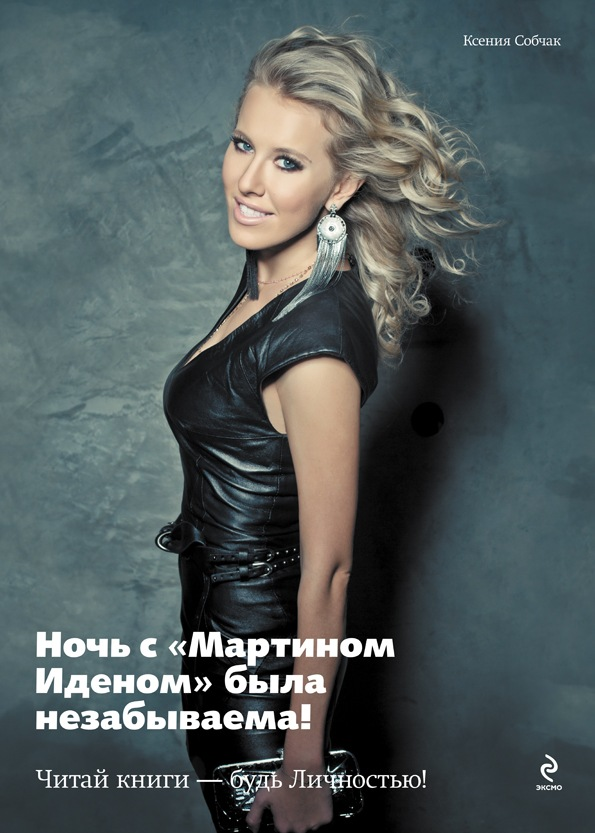 Ксения Собчак
Ночь с «Мартином
Иденом» была
незабываема!
Читай книги — будь Личностью!
ЭКСМО